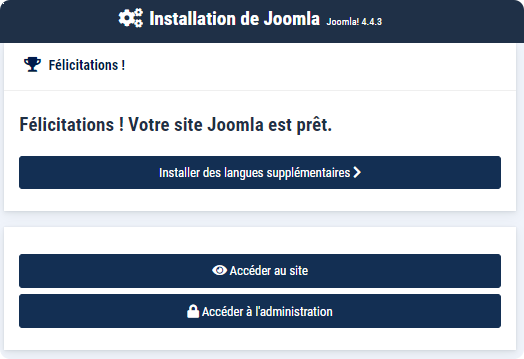 Installation de Joomla Joomla! 4.4.3
Félicitations !
Félicitations ! Votre site Joomla est prêt.
Installer des langues supplémentaires
Accéder au site
Accéder à l'administration